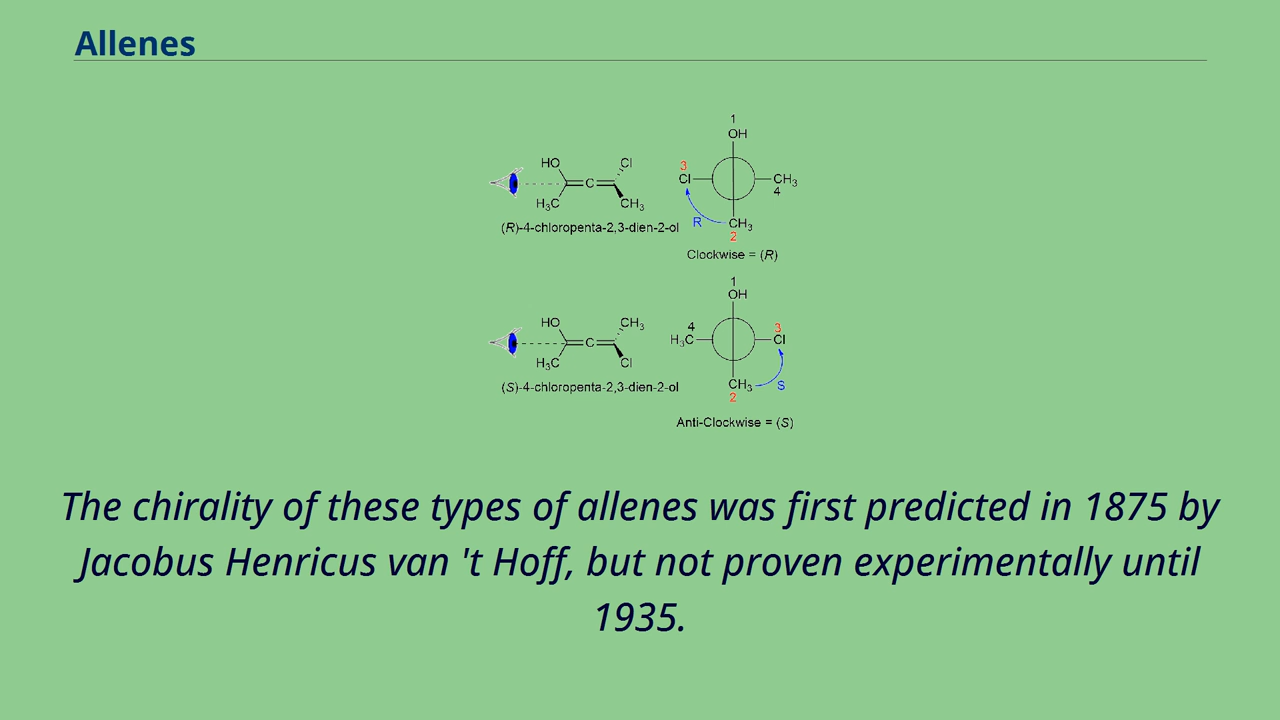 Allenes
1
OH
HO Cl
C
H₃C CH₃
3
Cl CH₃
4
R CH₃
2
(R)-4-chloropenta-2,3-dien-2-ol
Clockwise = (R)
1
OH
HO CH₃
C
H₃C Cl
4 3
H₃C Cl
CH₃ S
2
(S)-4-chloropenta-2,3-dien-2-ol
Anti-Clockwise = (S)
The chirality of these types of allenes was first predicted in 1875 by
Jacobus Henricus van 't Hoff, but not proven experimentally until
1935.